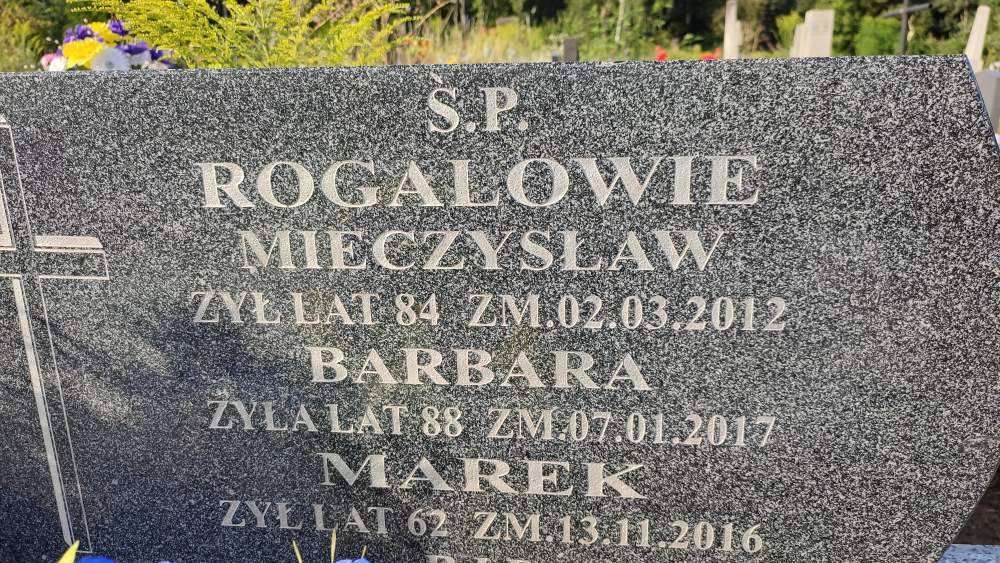 Ś.P.
ROGALOWIE
MIECZYSŁAW
ŻYŁ LAT 84 ZM.02.03.2012
BARBARA
ŻYŁA LAT 88 ZM.07.01.2017
MAREK
ŻYŁ LAT 62 ZM.13.11.2016